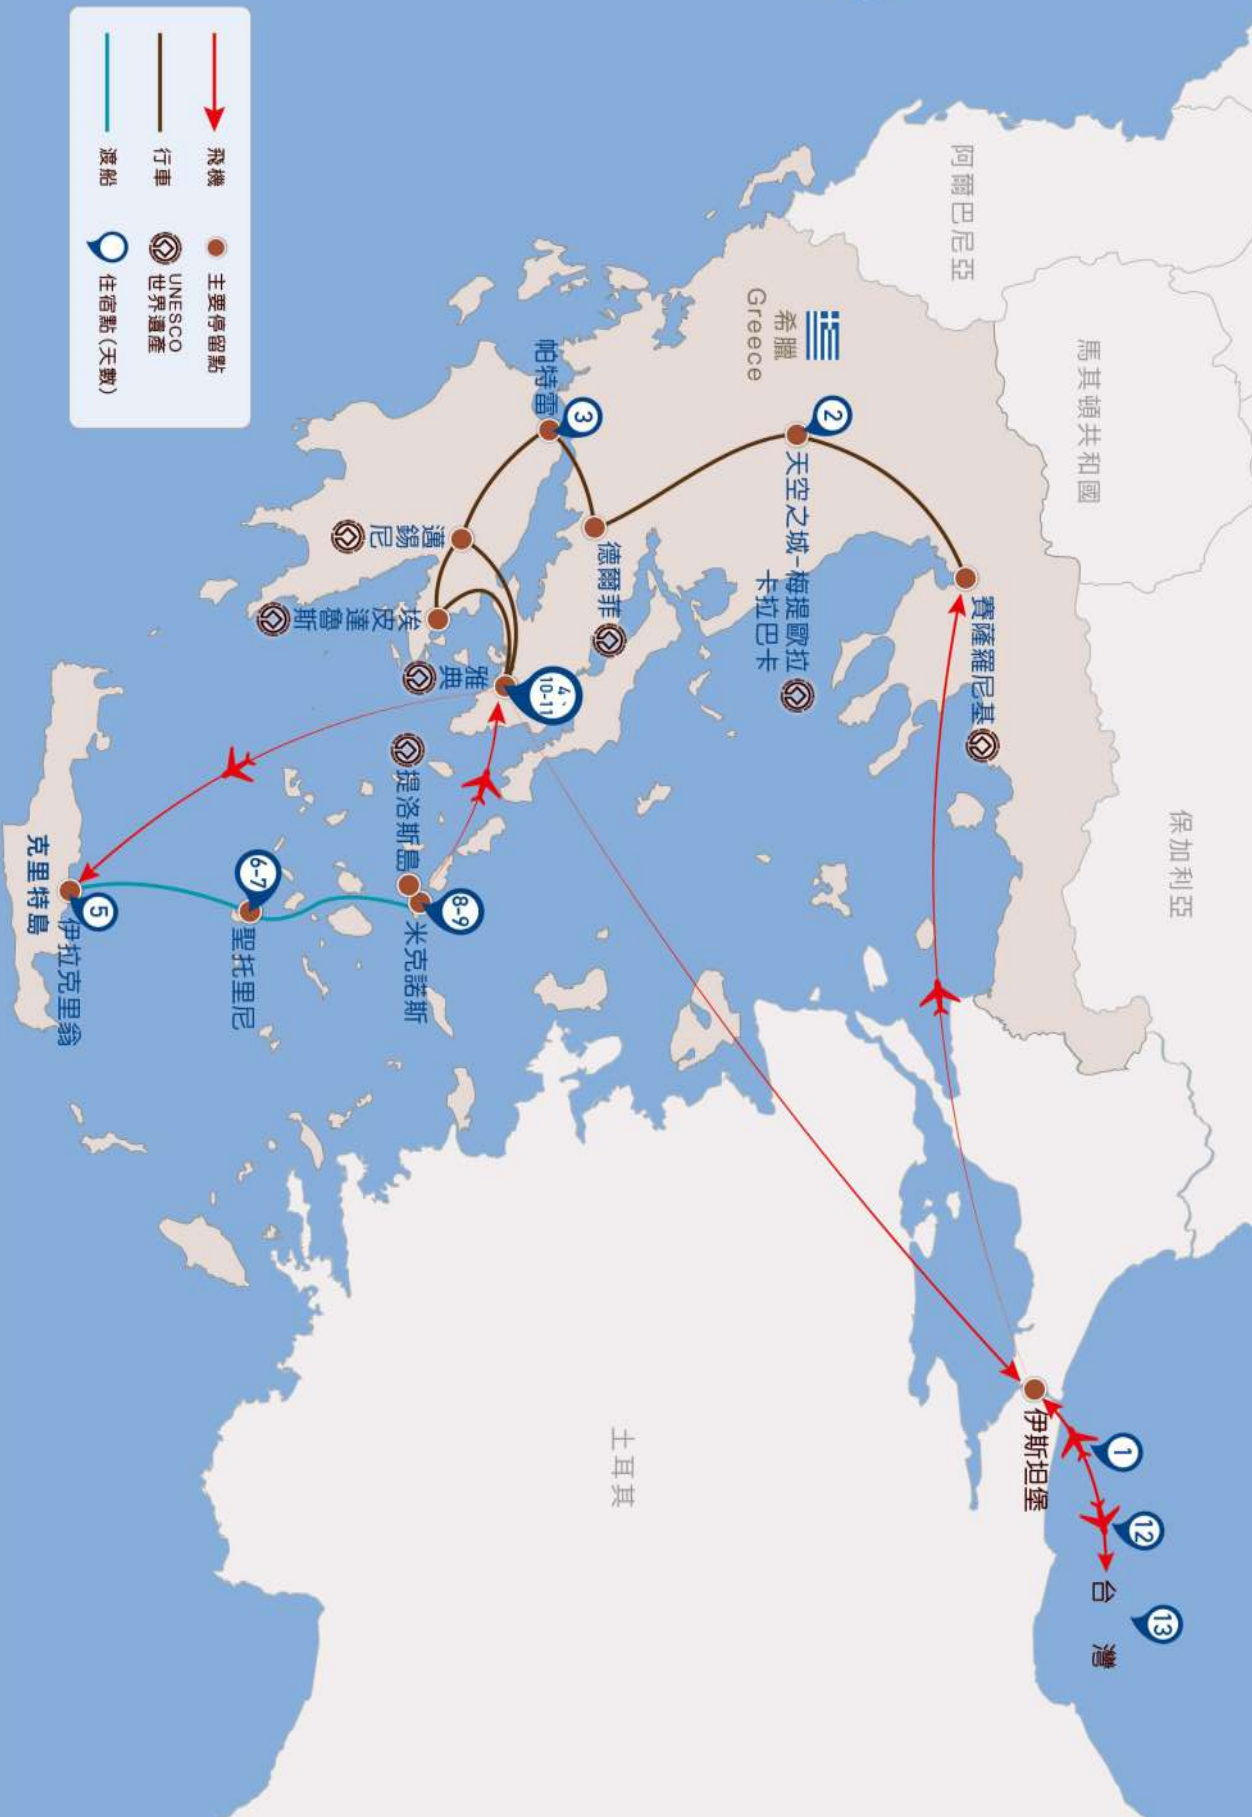 阿爾巴尼亞
馬其頓共和國
保加利亞
希臘
Greece
土耳其
1
12
13
台 灣
伊斯坦堡
賽薩羅尼基
2
天空之城-梅提歐拉
卡拉巴卡
德爾菲
3
帕特雷
邁錫尼
埃皮達魯斯
雅典
4、
10-11
提洛斯島
8-9
米克諾斯
6-7
聖托里尼
5
伊拉克里翁
克里特島
飛機
行車
渡船
主要停留點
UNESCO
世界遺產
住宿點(天數)